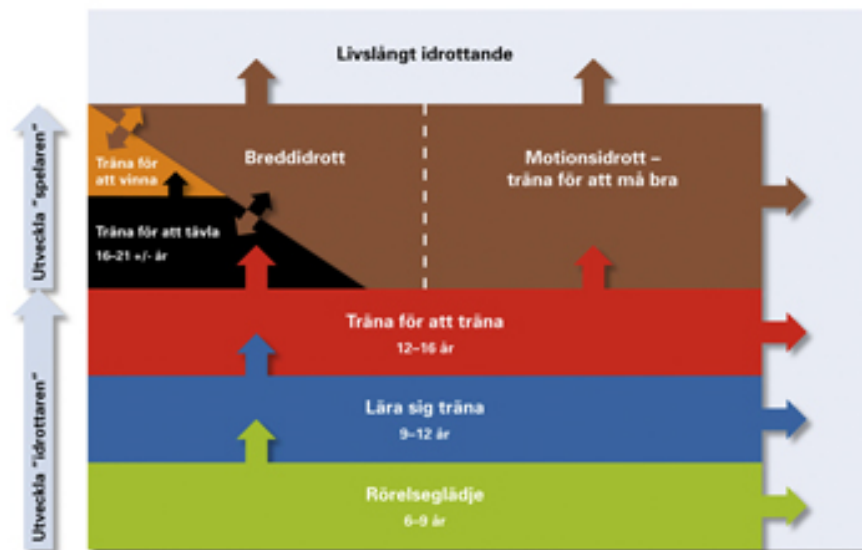 Livslångt idrottande
Breddidrott
Motionsidrott –
träna för att må bra
Träna för
att vinna
Träna för att tävla
16–21 +/- år
Träna för att träna
12–16 år
Lära sig träna
9–12 år
Rörelseglädje
6–9 år
Utveckla "spelaren"
Utveckla "idrottaren"